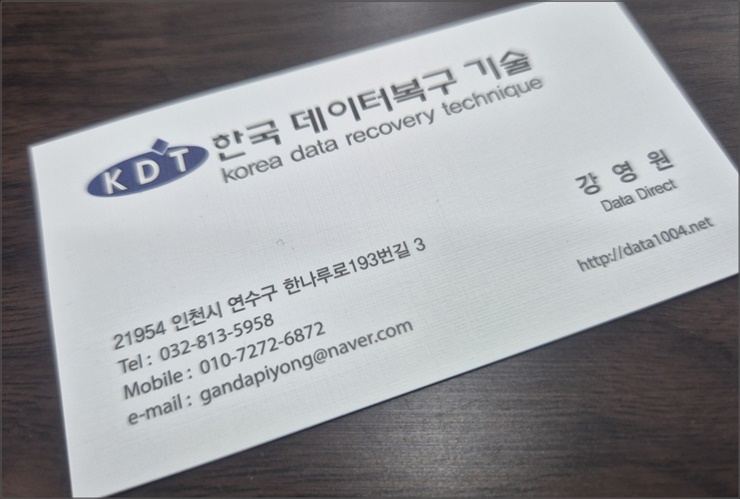 KDT
한국 데이터복구 기술
korea data recovery technique
강 영 원
Data Direct
http://data1004.net
21954 인천시 연수구 한나루로193번길 3
Tel : 032-813-5958
Mobile : 010-7272-6872
e-mail : gandapiyong@naver.com